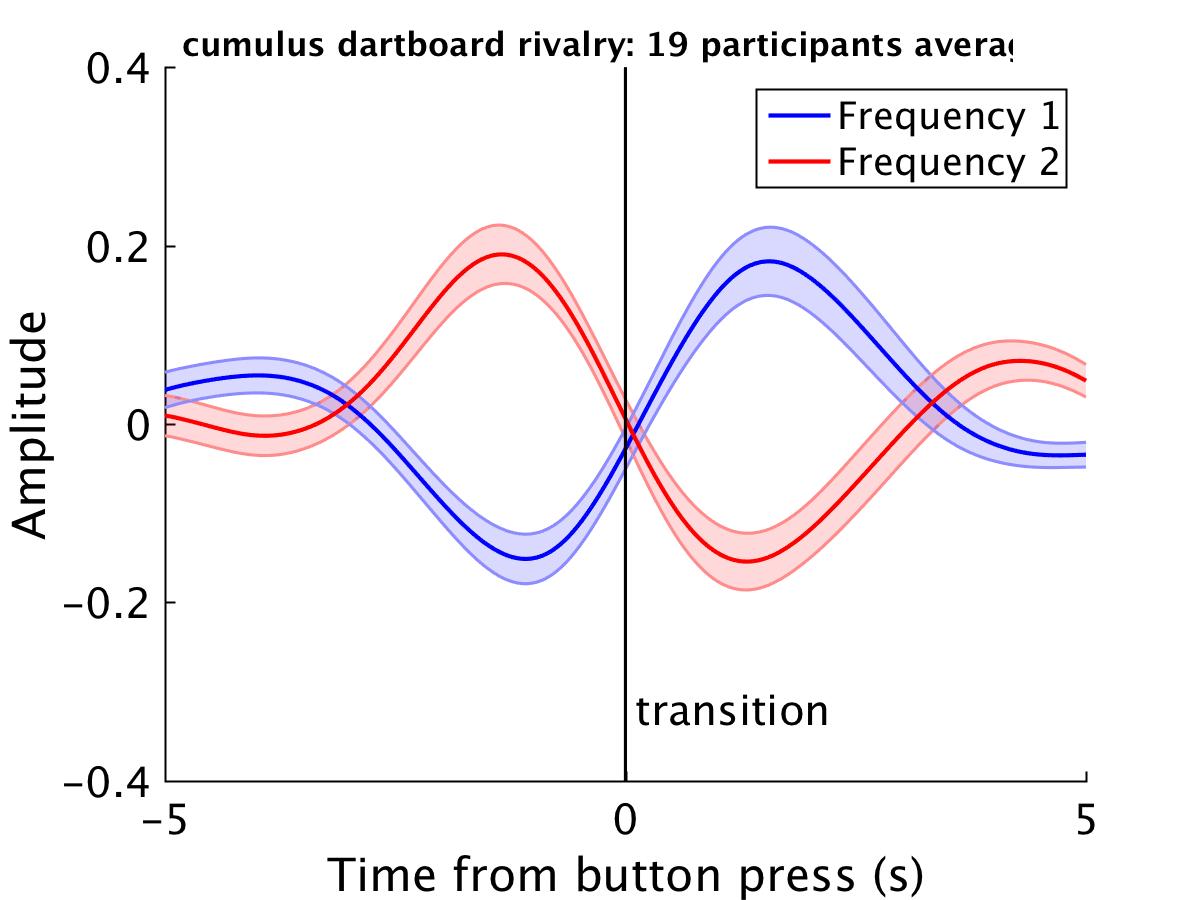 cumulus dartboard rivalry: 19 participants averag
0.4
0.2
0
−0.2
−0.4
Amplitude
Frequency 1
Frequency 2
transition
−5
0
5
Time from button press (s)